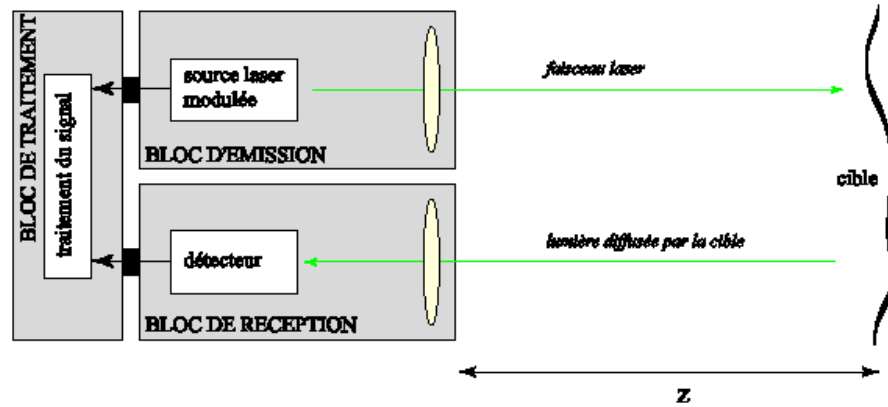 BLOC DE TRAITEMENT
traitement du signal
source laser
modulée
BLOC D'EMISSION
faisceau laser
cible
détecteur
BLOC DE RECEPTION
lumière diffusée par la cible
z